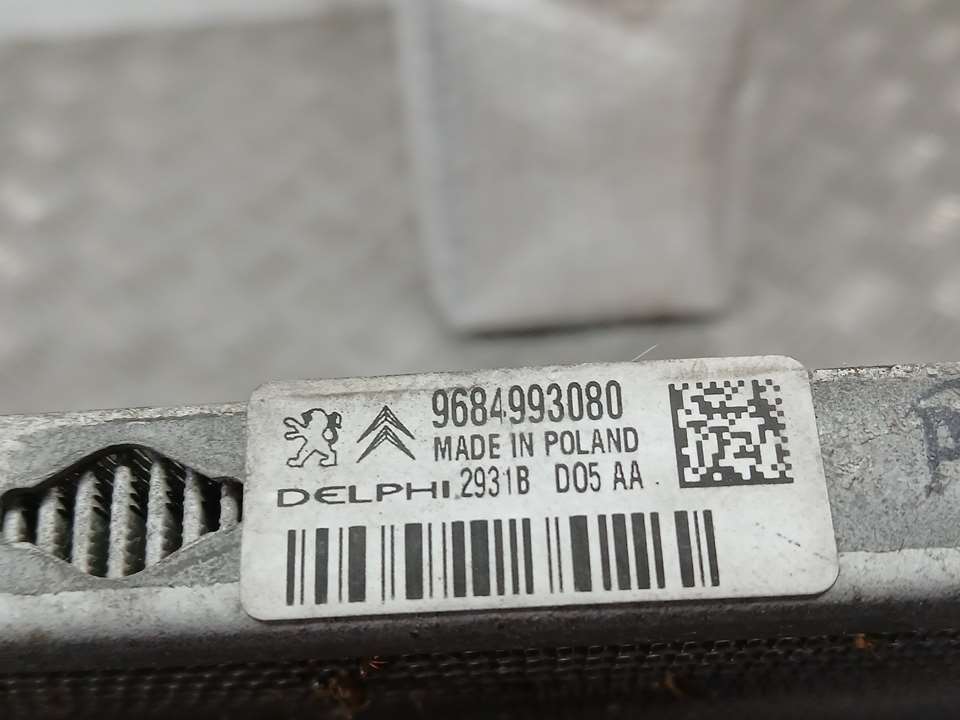 9684993080
MADE IN POLAND
DELPHI 2931B D05 AA